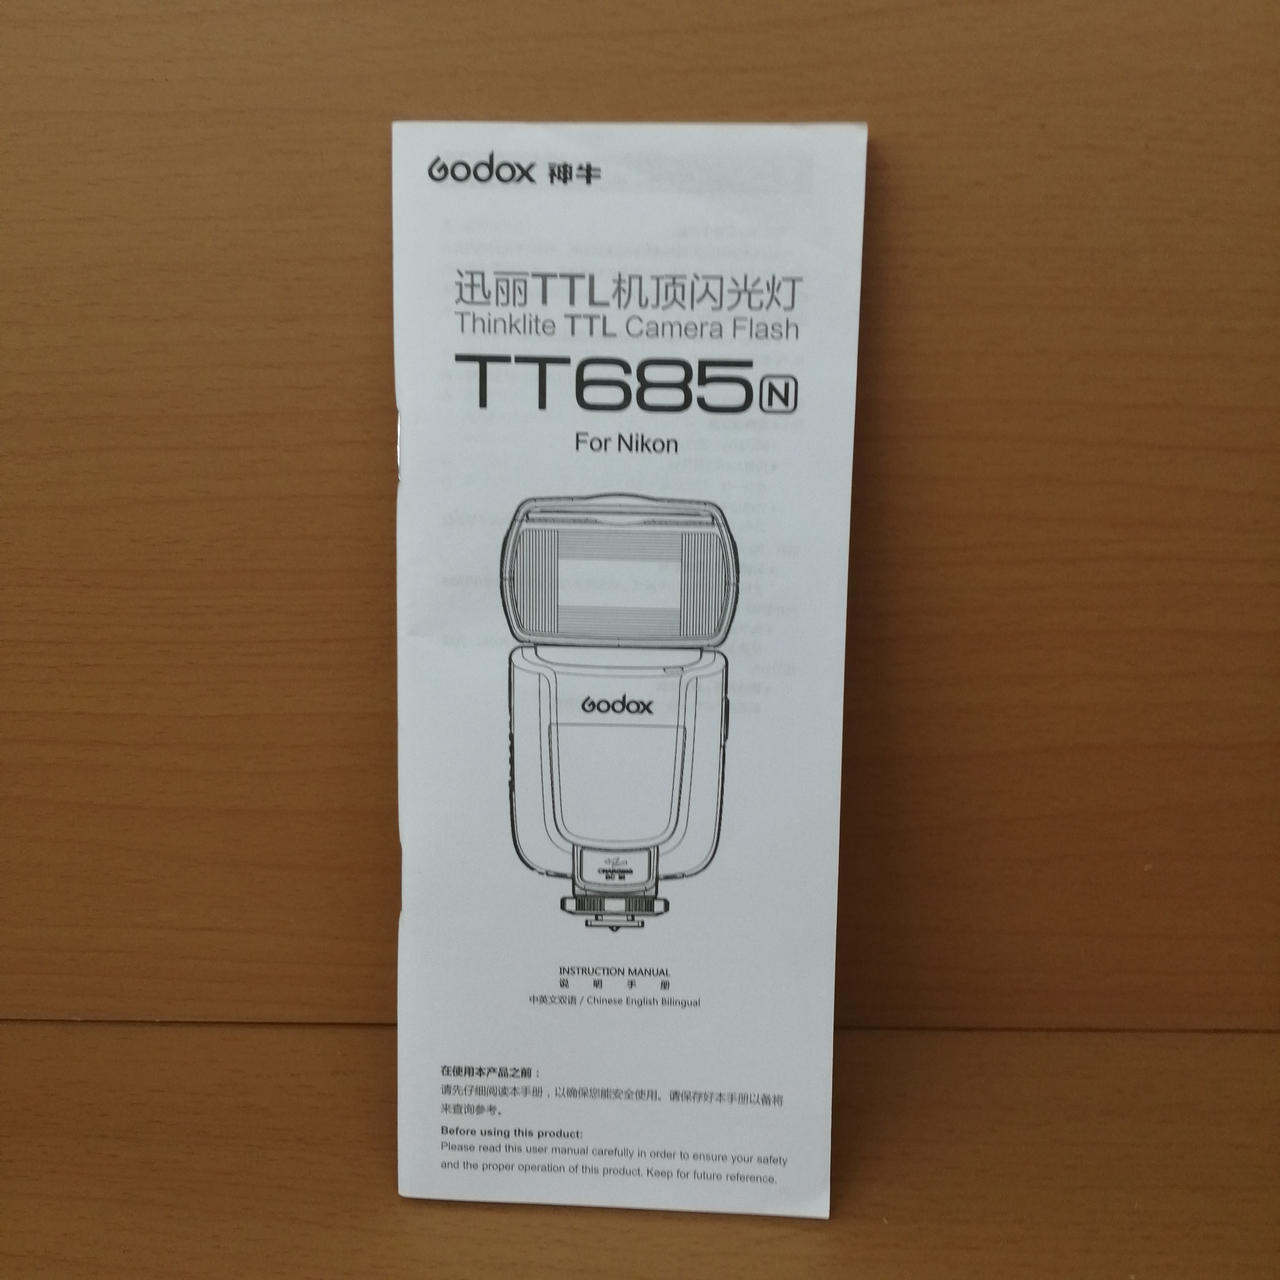 Godox 神牛
迅丽TTL机顶闪光灯
Thinklite TTL Camera Flash
TT685 N
For Nikon
Godox
CHARGING
INSTRUCTION MANUAL
说 明 手 册
中英文双语 / Chinese English Bilingual
在使用本产品之前：
请先仔细阅读本手册，以确保您能安全使用。请保存好本手册以备将
来查询参考。
Before using this product:
Please read this user manual carefully in order to ensure your safety
and the proper operation of this product. Keep for future reference.